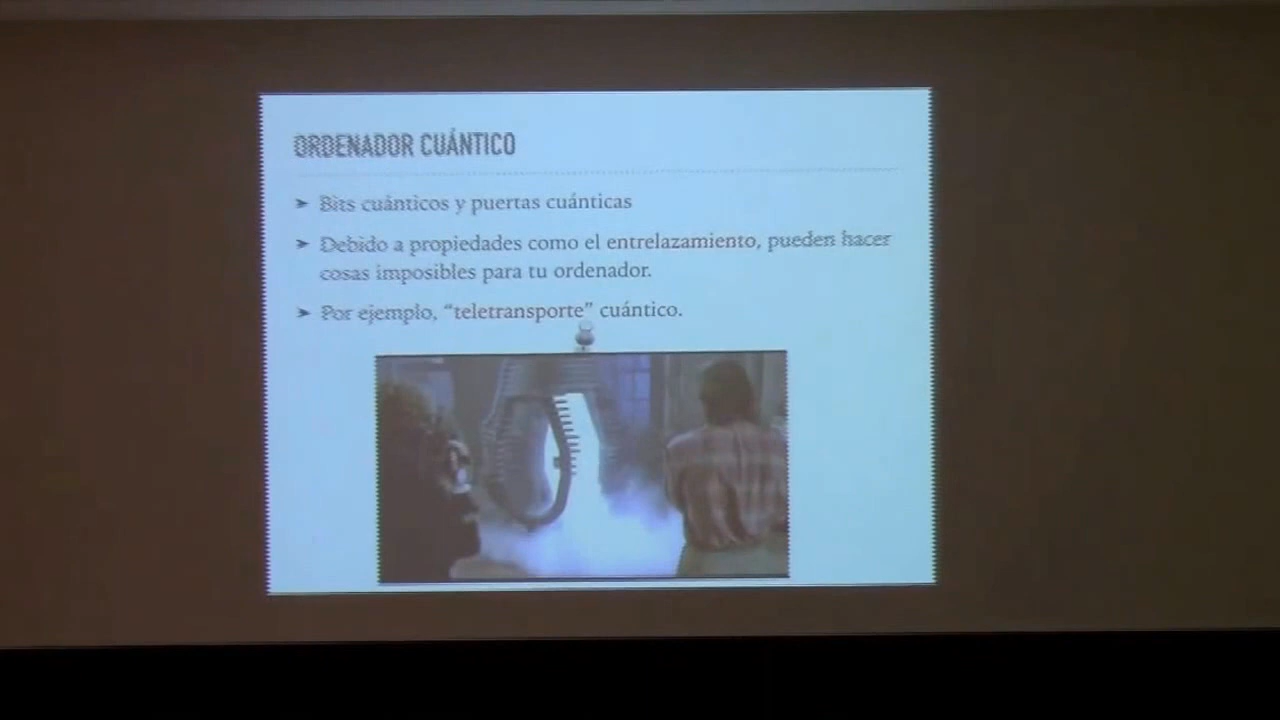 ORDENADOR CUÁNTICO
➤ Bits cuánticos y puertas cuánticas
➤ Debido a propiedades como el entrelazamiento, pueden hacer
cosas imposibles para tu ordenador.
➤ Por ejemplo, “teletransporte” cuántico.